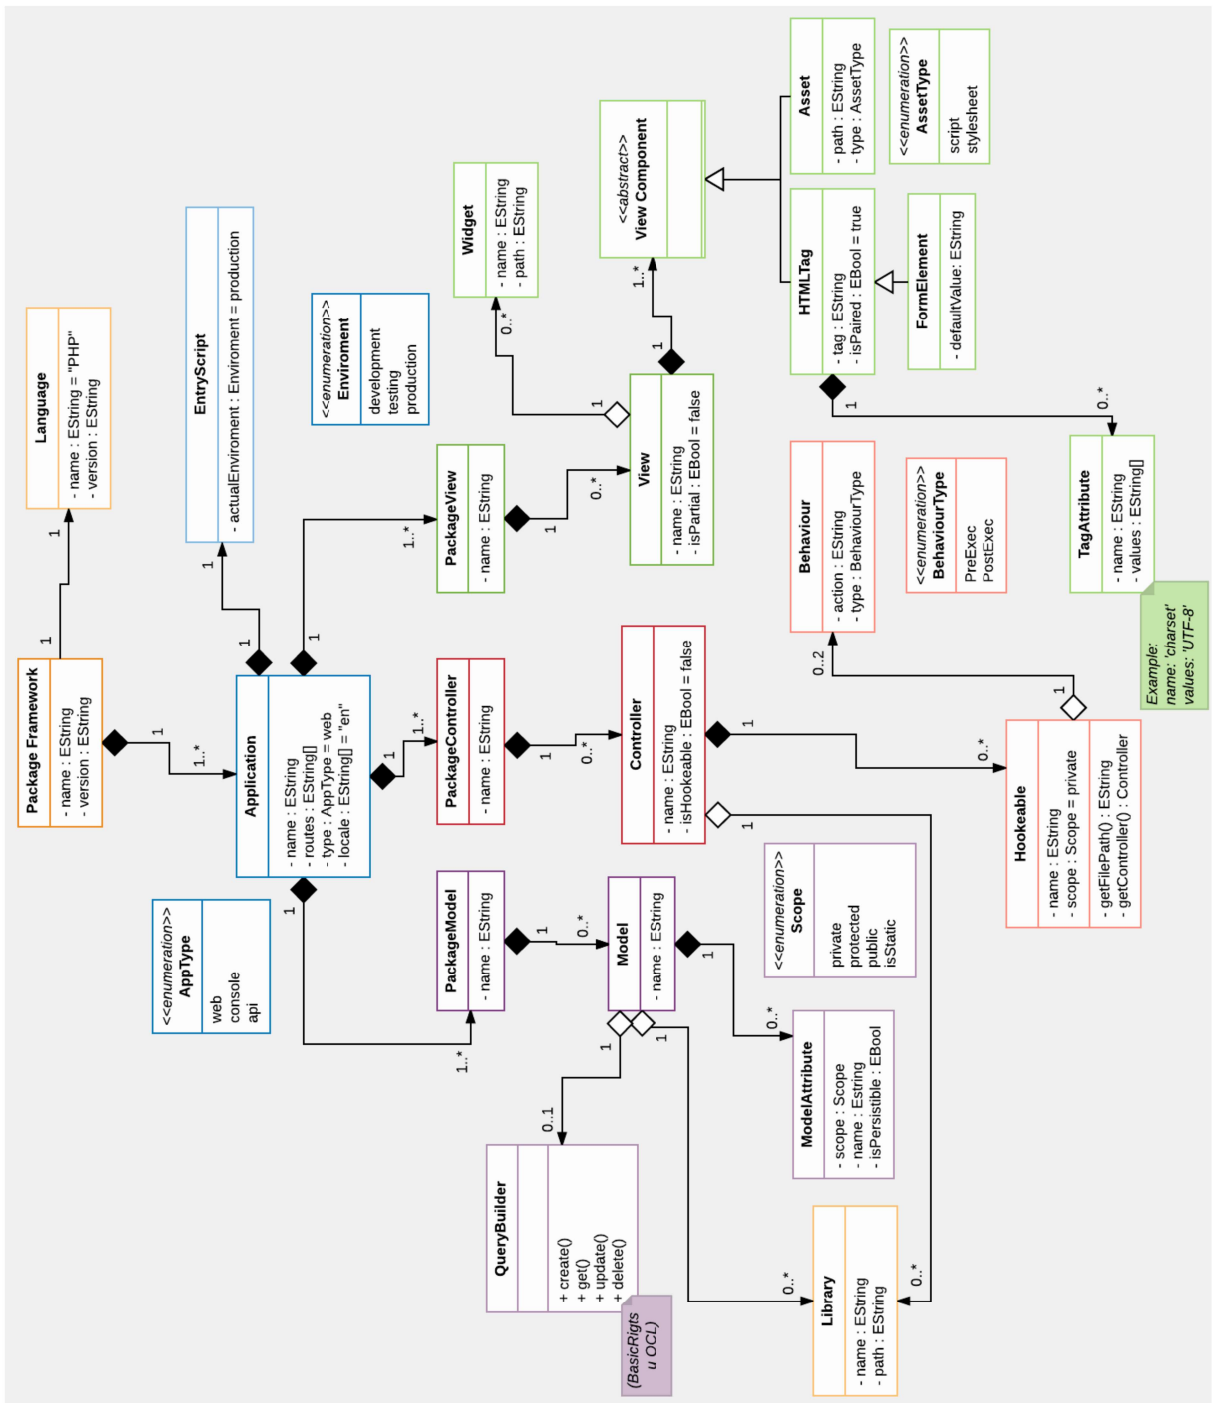 Package Framework
- name : EString
- version : EString
1
1
Language
- name : EString = "PHP"
- version : EString
1
1..*
<<enumeration>>
AppType
web
console
api
Application
- name : EString
- routes : EString[]
- type : AppType = web
- locale : EString[] = "en"
1
1
EntryScript
- actualEnviroment : Enviroment = production
<<enumeration>>
Enviroment
development
testing
production
1
1..*
1
1..*
1
1..*
PackageModel
- name : EString
PackageController
- name : EString
PackageView
- name : EString
Widget
- name : EString
- path : EString
1
0..*
1
0..*
1
0..*
1
0..*
QueryBuilder
+ create()
+ get()
+ update()
+ delete()
(BasicRigts
u OCL)
0..1
1
1
Model
- name : EString
Controller
- name : EString
- isHookeable : EBool = false
View
- name : EString
- isPartial : EBool = false
1
1..*
<<abstract>>
View Component
1
0..*
1
0..*
1
0..*
0..*
Library
- name : EString
- path : EString
ModelAttribute
- scope : Scope
- name : Estring
- isPersistible : EBool
<<enumeration>>
Scope
private
protected
public
isStatic
Behaviour
- action : EString
- type : BehaviourType
HTMLTag
- tag : EString
- isPaired : EBool = true
Asset
- path : EString
- type : AssetType
<<enumeration>>
AssetType
script
stylesheet
<<enumeration>>
BehaviourType
PreExec
PostExec
FormElement
- defaultValue: EString
0..2
1
1
0..*
Hookeable
- name : EString
- scope : Scope = private
- getFilePath() : EString
- getController() : Controller
TagAttribute
- name : EString
- values : EString[]
Example:
name: 'charset'
values: 'UTF-8'